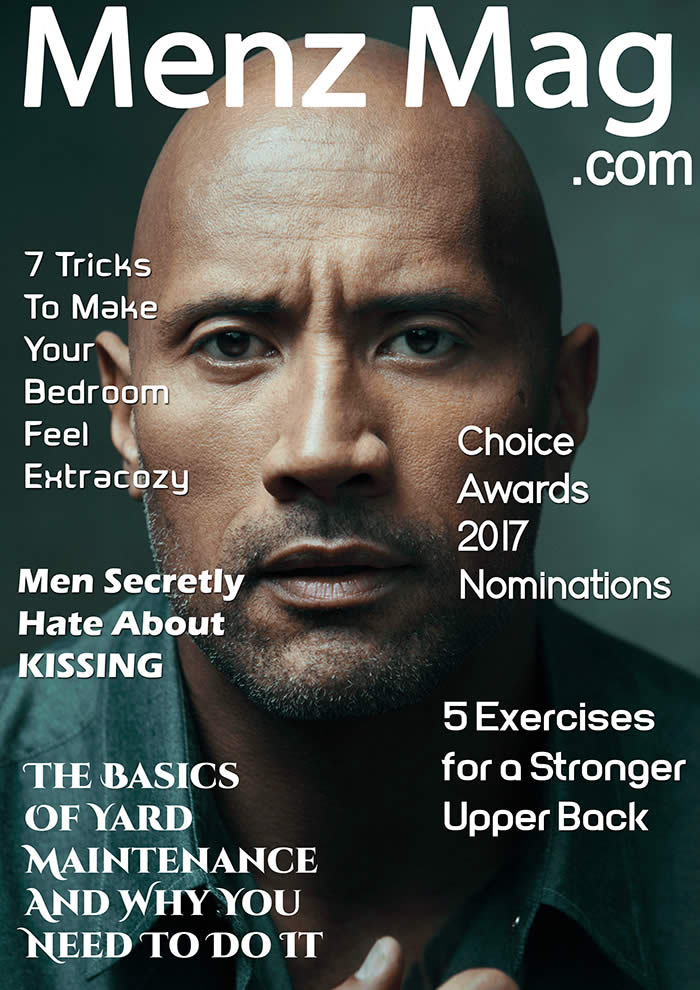 Menz Mag
.com
7 Tricks
To Make
Your
Bedroom
Feel
Extracozy
Choice
Awards
2017
Nominations
Men Secretly
Hate About
KISSING
5 Exercises
for a Stronger
Upper Back
The Basics
Of Yard
Maintenance
And Why You
Need To Do It